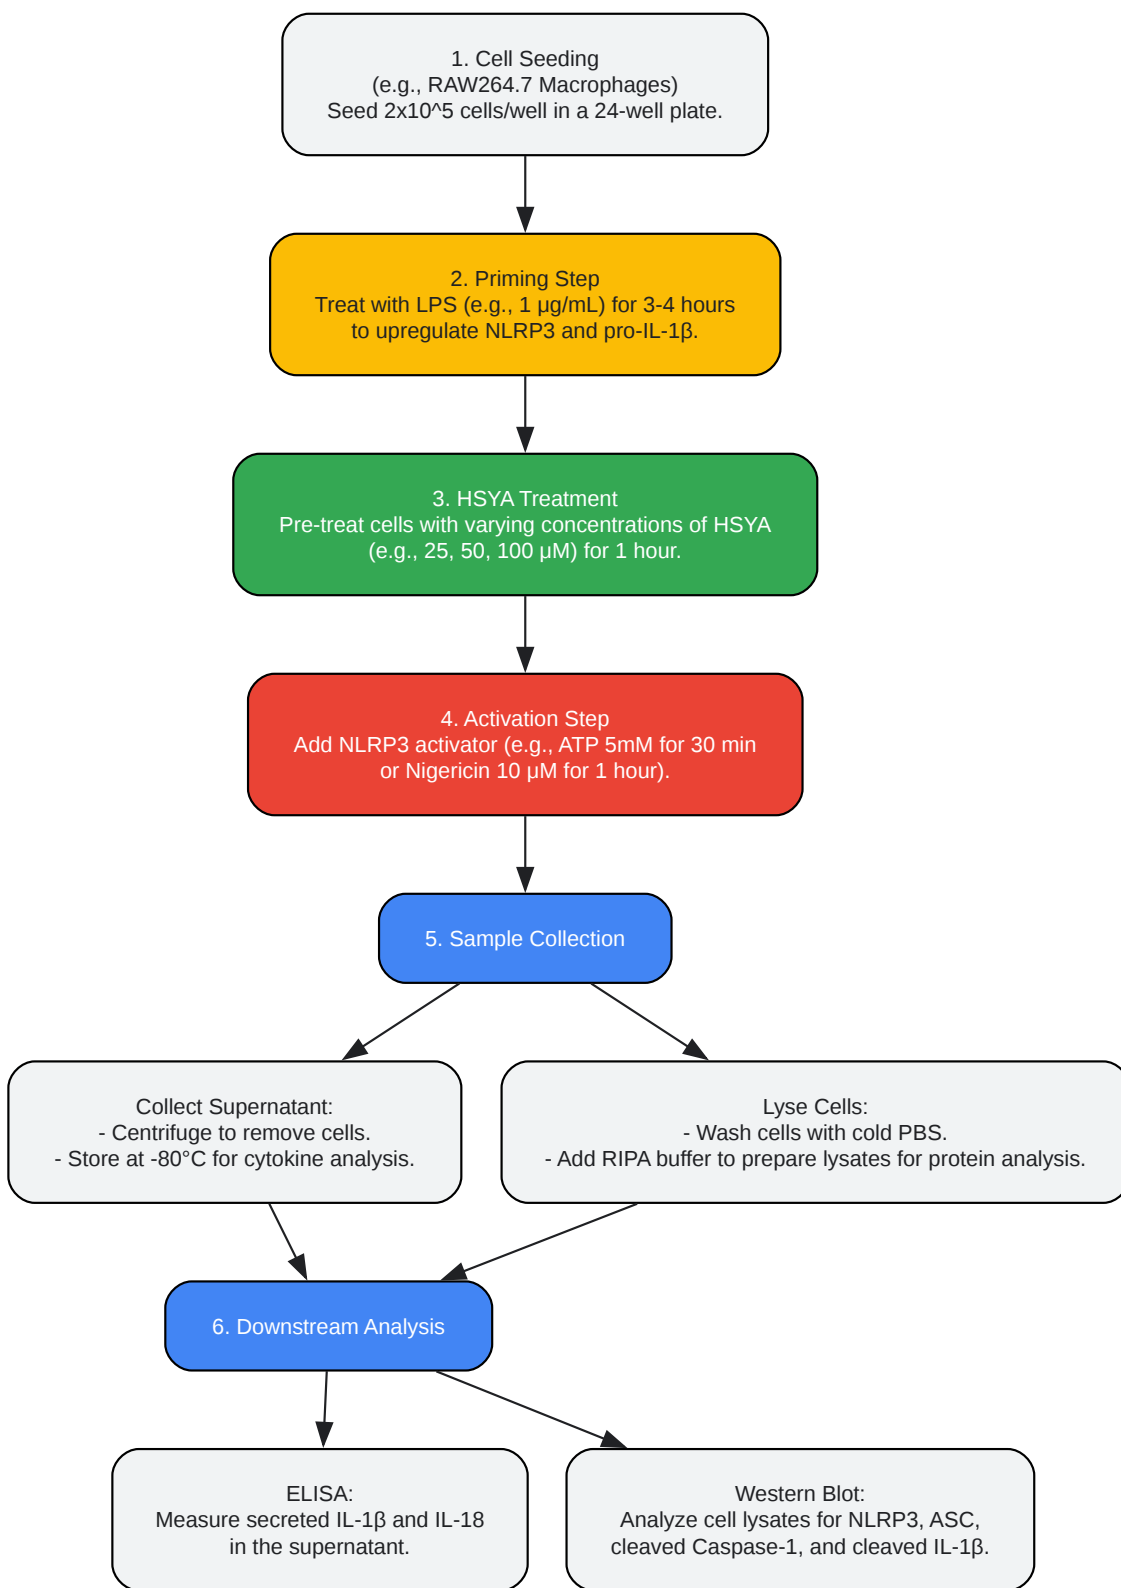 1. Cell Seeding
(e.g., RAW264.7 Macrophages)
Seed 2x10^5 cells/well in a 24-well plate.
2. Priming Step
Treat with LPS (e.g., 1 μg/mL) for 3-4 hours
to upregulate NLRP3 and pro-IL-1β.
3. HSYA Treatment
Pre-treat cells with varying concentrations of HSYA
(e.g., 25, 50, 100 μM) for 1 hour.
4. Activation Step
Add NLRP3 activator (e.g., ATP 5mM for 30 min
or Nigericin 10 μM for 1 hour).
5. Sample Collection
Collect Supernatant:
- Centrifuge to remove cells.
- Store at -80°C for cytokine analysis.
Lyse Cells:
- Wash cells with cold PBS.
- Add RIPA buffer to prepare lysates for protein analysis.
6. Downstream Analysis
ELISA:
Measure secreted IL-1β and IL-18
in the supernatant.
Western Blot:
Analyze cell lysates for NLRP3, ASC,
cleaved Caspase-1, and cleaved IL-1β.